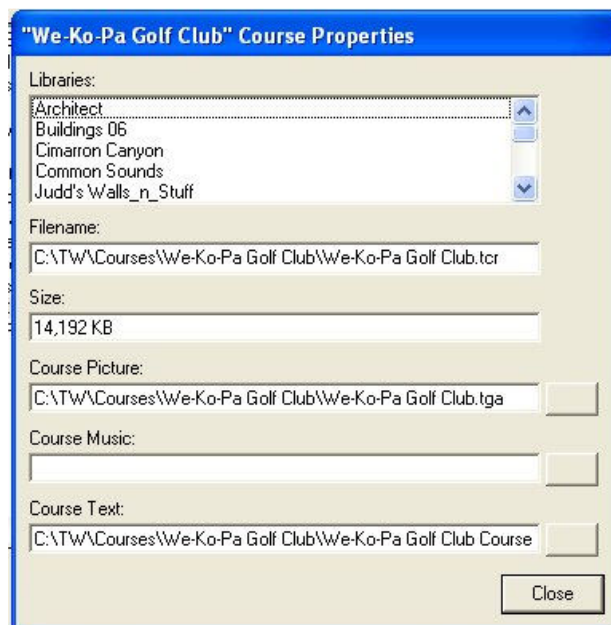 "We-Ko-Pa Golf Club" Course Properties
Libraries:
Architect
Buildings 06
Cimarron Canyon
Common Sounds
Judd's Walls_n_Stuff
Filename:
C:\TW\Courses\We-Ko-Pa Golf Club\We-Ko-Pa Golf Club.tcr
Size:
14,192 KB
Course Picture:
C:\TW\Courses\We-Ko-Pa Golf Club\We-Ko-Pa Golf Club.tga
Course Music:
Course Text:
C:\TW\Courses\We-Ko-Pa Golf Club\We-Ko-Pa Golf Club Course
Close